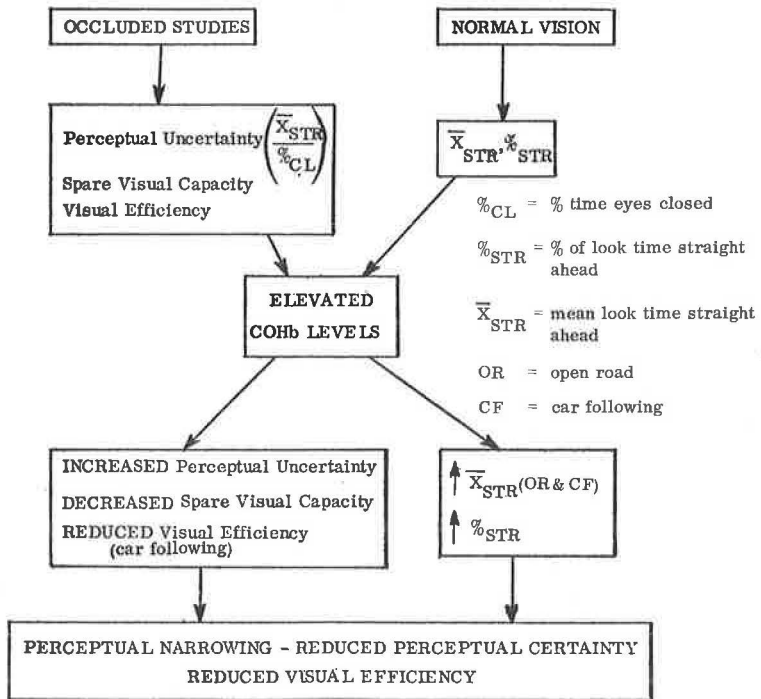 OCCLUDED STUDIES
NORMAL VISION
Perceptual Uncertainty (X̄STR / %CL)
Spare Visual Capacity
Visual Efficiency
X̄STR, %STR
%CL = % time eyes closed
%STR = % of look time straight
ahead
X̄STR = mean look time straight
ahead
OR = open road
CF = car following
ELEVATED
COHb LEVELS
INCREASED Perceptual Uncertainty
DECREASED Spare Visual Capacity
REDUCED Visual Efficiency
(car following)
↑ X̄STR (OR & CF)
↑ %STR
PERCEPTUAL NARROWING - REDUCED PERCEPTUAL CERTAINTY
REDUCED VISUAL EFFICIENCY